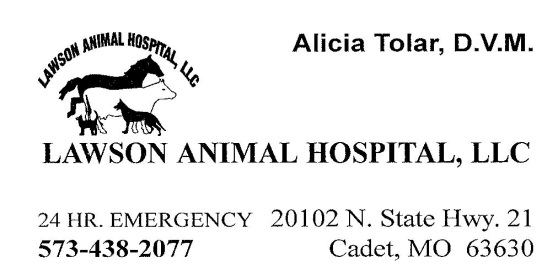 LAWSON ANIMAL HOSPITAL, LLC
Alicia Tolar, D.V.M.
LAWSON ANIMAL HOSPITAL, LLC
24 HR. EMERGENCY 20102 N. State Hwy. 21
573-438-2077 Cadet, MO 63630